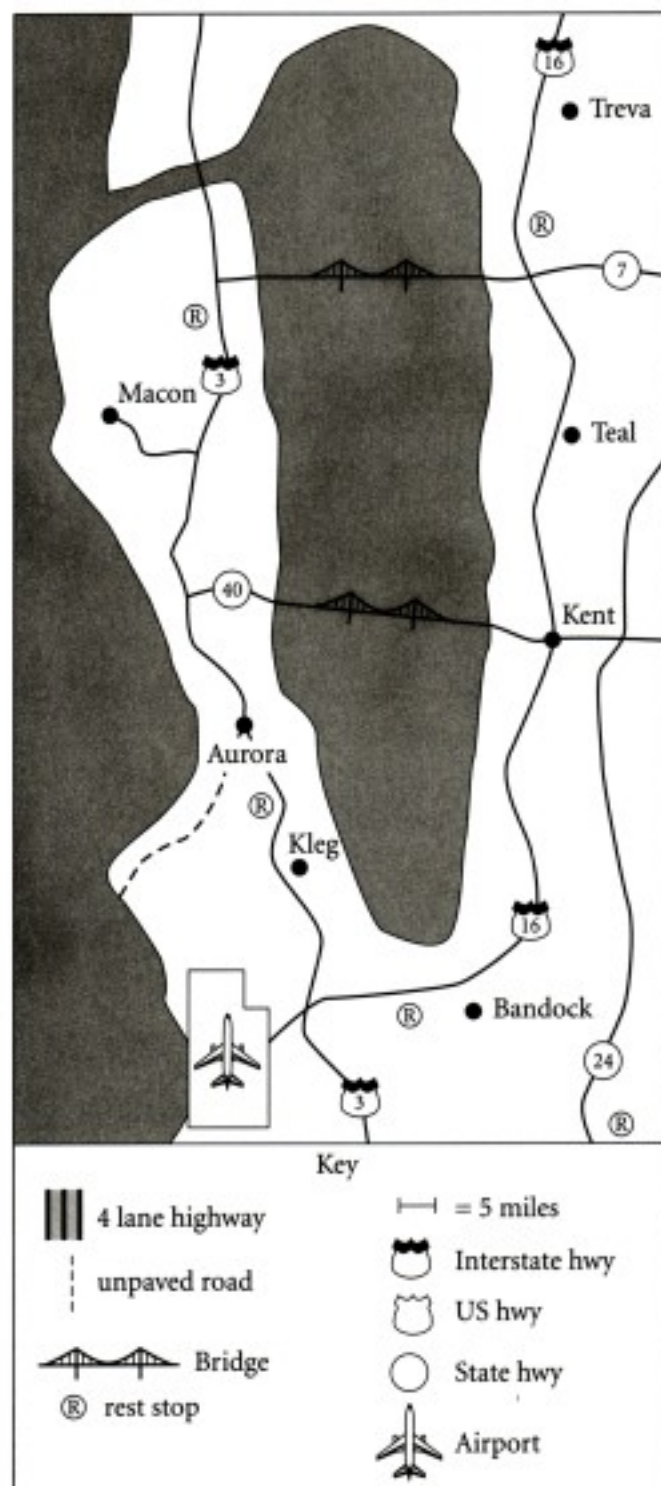 16
Treva
R
7
R
3
Macon
Teal
40
Kent
Aurora
R
Kleg
16
R
Bandock
24
3
R
Key
4 lane highway
unpaved road
Bridge
R rest stop
= 5 miles
Interstate hwy
US hwy
State hwy
Airport